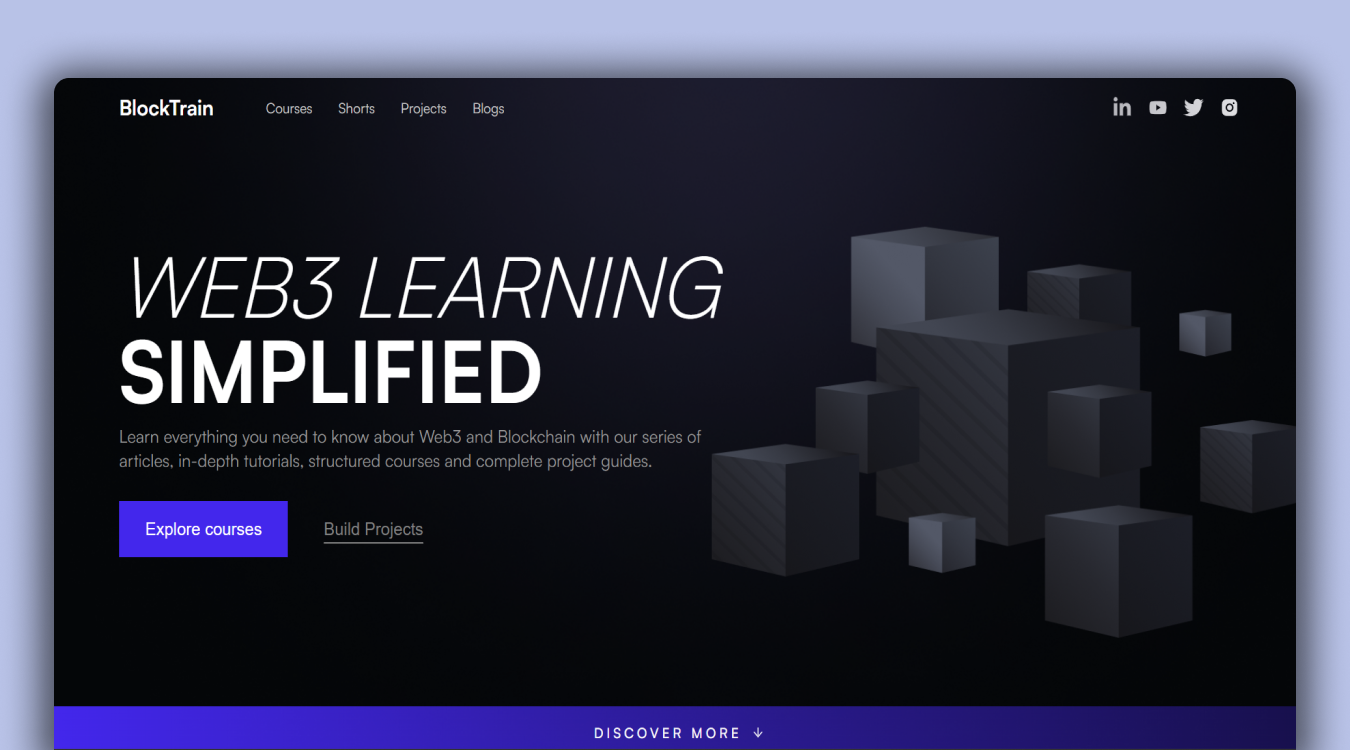 BlockTrain
Courses
Shorts
Projects
Blogs
in
WEB3 LEARNING
SIMPLIFIED
Learn everything you need to know about Web3 and Blockchain with our series of
articles, in-depth tutorials, structured courses and complete project guides.
Explore courses
Build Projects
DISCOVER MORE ↓